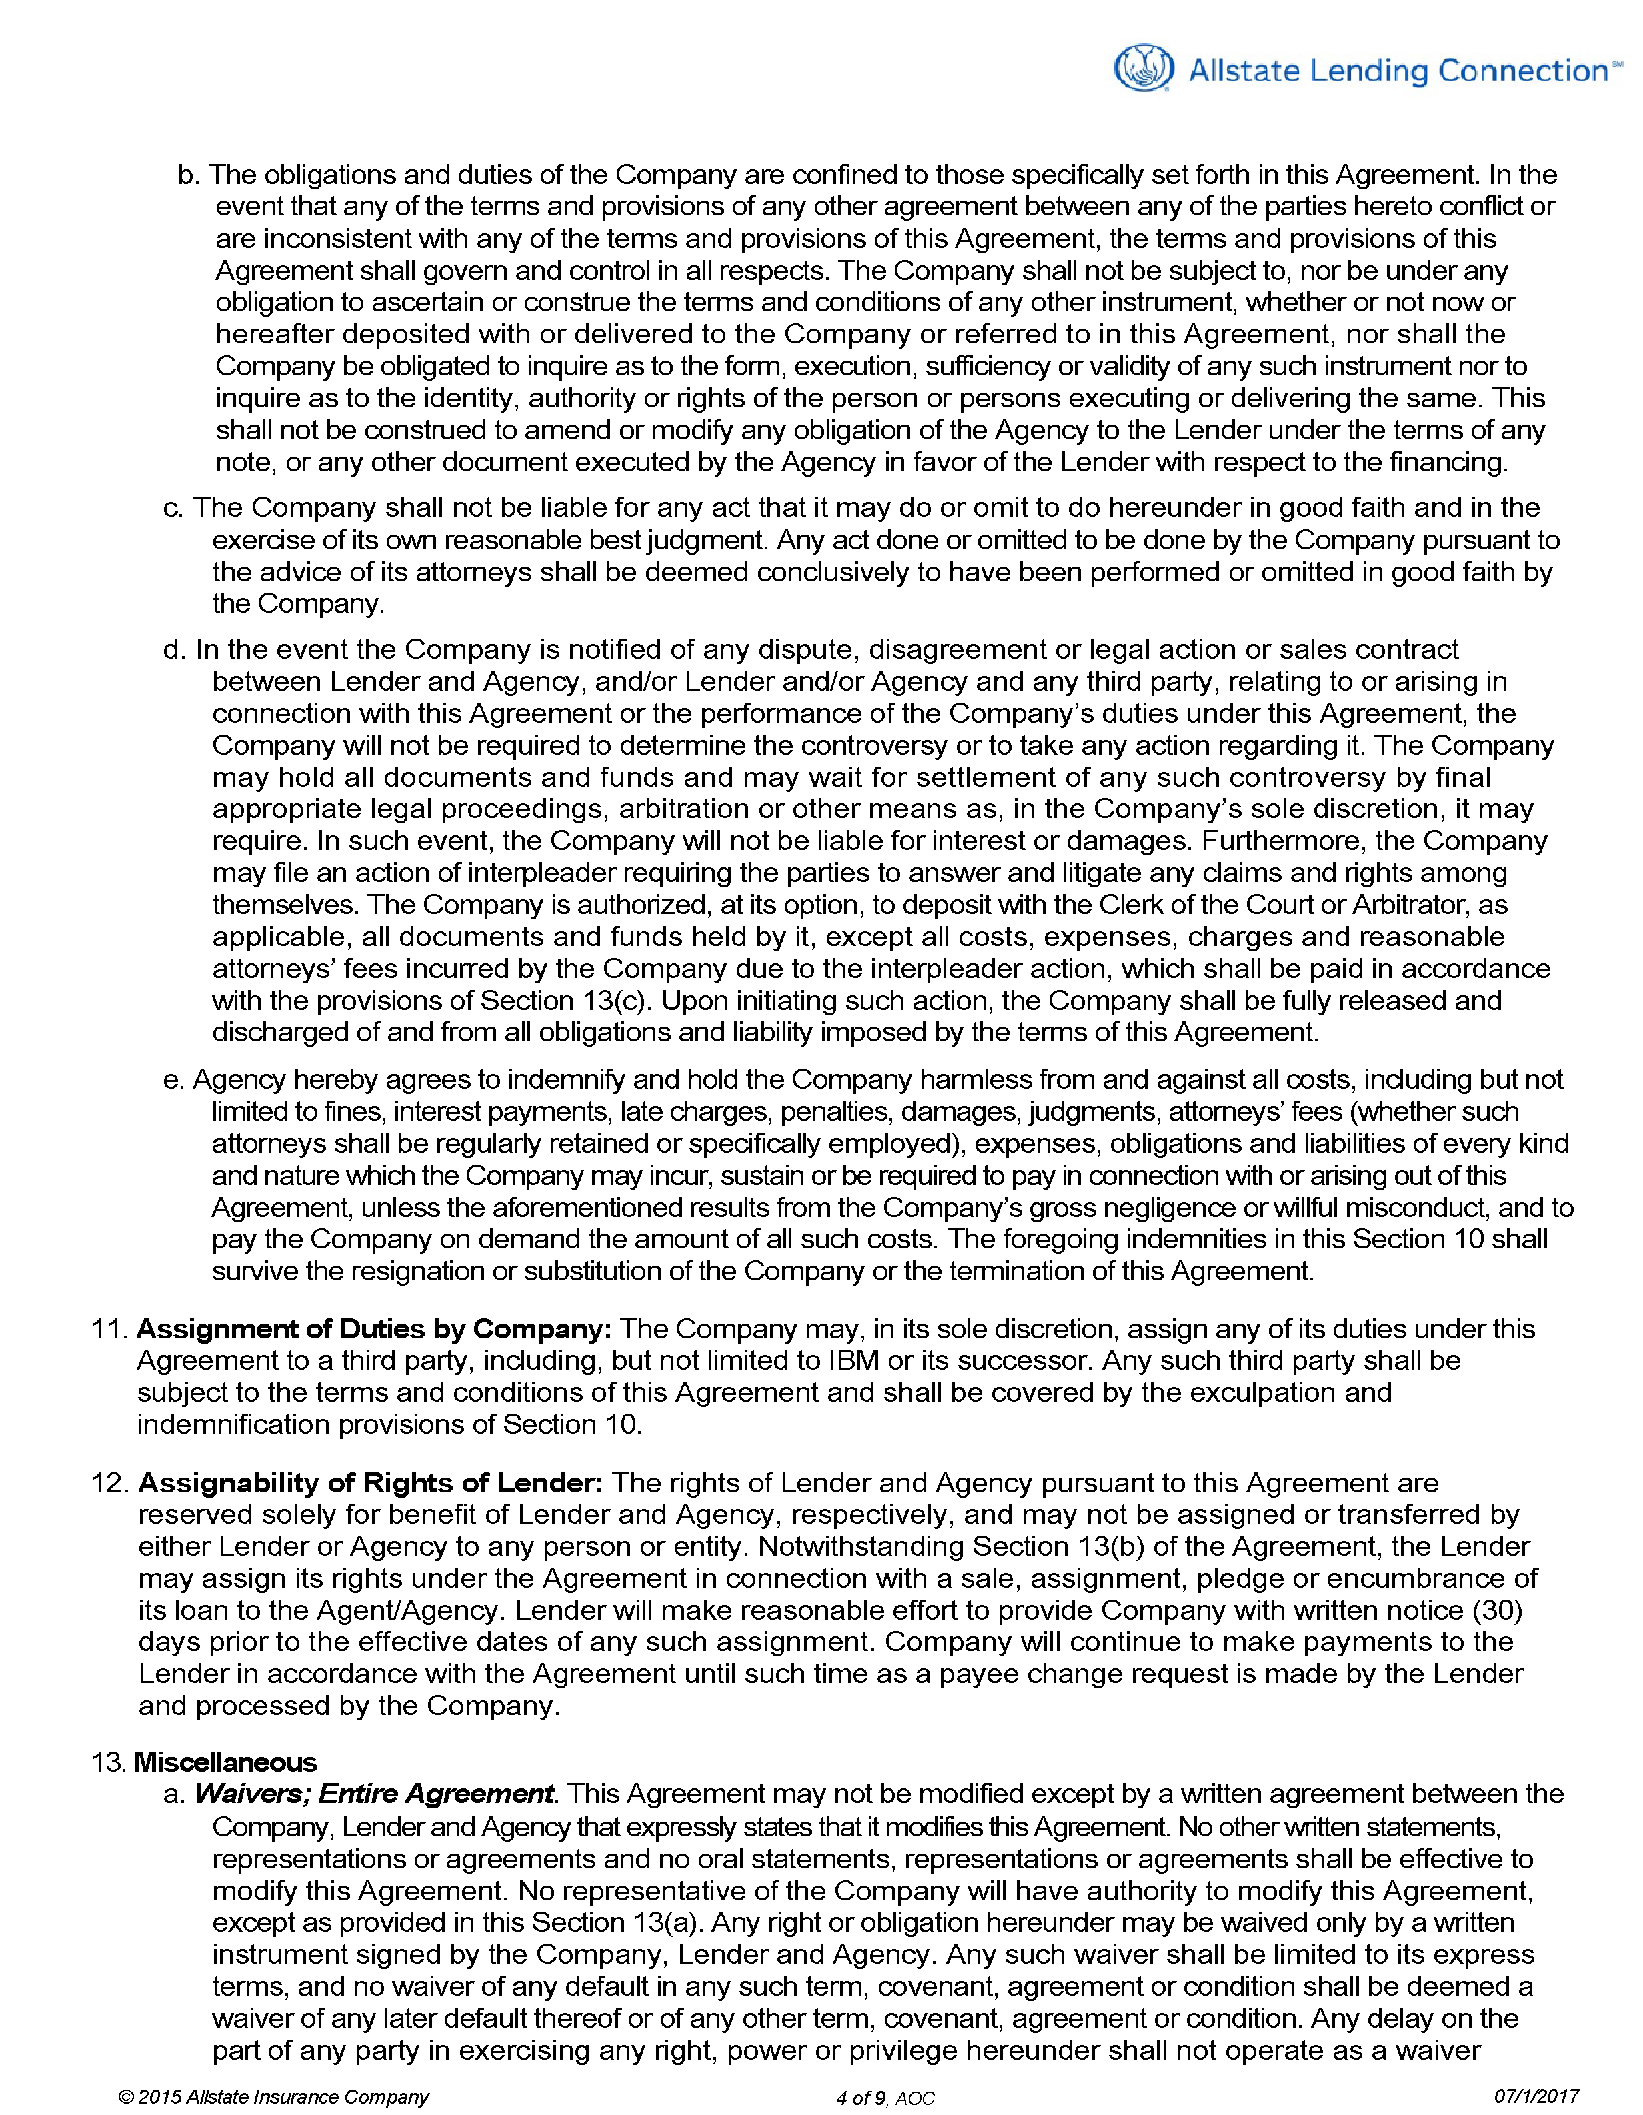 Allstate Lending Connection℠
b. The obligations and duties of the Company are confined to those specifically set forth in this Agreement. In the
event that any of the terms and provisions of any other agreement between any of the parties hereto conflict or
are inconsistent with any of the terms and provisions of this Agreement, the terms and provisions of this
Agreement shall govern and control in all respects. The Company shall not be subject to, nor be under any
obligation to ascertain or construe the terms and conditions of any other instrument, whether or not now or
hereafter deposited with or delivered to the Company or referred to in this Agreement, nor shall the
Company be obligated to inquire as to the form, execution, sufficiency or validity of any such instrument nor to
inquire as to the identity, authority or rights of the person or persons executing or delivering the same. This
shall not be construed to amend or modify any obligation of the Agency to the Lender under the terms of any
note, or any other document executed by the Agency in favor of the Lender with respect to the financing.
c. The Company shall not be liable for any act that it may do or omit to do hereunder in good faith and in the
exercise of its own reasonable best judgment. Any act done or omitted to be done by the Company pursuant to
the advice of its attorneys shall be deemed conclusively to have been performed or omitted in good faith by
the Company.
d. In the event the Company is notified of any dispute, disagreement or legal action or sales contract
between Lender and Agency, and/or Lender and/or Agency and any third party, relating to or arising in
connection with this Agreement or the performance of the Company's duties under this Agreement, the
Company will not be required to determine the controversy or to take any action regarding it. The Company
may hold all documents and funds and may wait for settlement of any such controversy by final
appropriate legal proceedings, arbitration or other means as, in the Company's sole discretion, it may
require. In such event, the Company will not be liable for interest or damages. Furthermore, the Company
may file an action of interpleader requiring the parties to answer and litigate any claims and rights among
themselves. The Company is authorized, at its option, to deposit with the Clerk of the Court or Arbitrator, as
applicable, all documents and funds held by it, except all costs, expenses, charges and reasonable
attorneys' fees incurred by the Company due to the interpleader action, which shall be paid in accordance
with the provisions of Section 13(c). Upon initiating such action, the Company shall be fully released and
discharged of and from all obligations and liability imposed by the terms of this Agreement.
e. Agency hereby agrees to indemnify and hold the Company harmless from and against all costs, including but not
limited to fines, interest payments, late charges, penalties, damages, judgments, attorneys' fees (whether such
attorneys shall be regularly retained or specifically employed), expenses, obligations and liabilities of every kind
and nature which the Company may incur, sustain or be required to pay in connection with or arising out of this
Agreement, unless the aforementioned results from the Company's gross negligence or willful misconduct, and to
pay the Company on demand the amount of all such costs. The foregoing indemnities in this Section 10 shall
survive the resignation or substitution of the Company or the termination of this Agreement.
11. Assignment of Duties by Company: The Company may, in its sole discretion, assign any of its duties under this
Agreement to a third party, including, but not limited to IBM or its successor. Any such third party shall be
subject to the terms and conditions of this Agreement and shall be covered by the exculpation and
indemnification provisions of Section 10.
12. Assignability of Rights of Lender: The rights of Lender and Agency pursuant to this Agreement are
reserved solely for benefit of Lender and Agency, respectively, and may not be assigned or transferred by
either Lender or Agency to any person or entity. Notwithstanding Section 13(b) of the Agreement, the Lender
may assign its rights under the Agreement in connection with a sale, assignment, pledge or encumbrance of
its loan to the Agent/Agency. Lender will make reasonable effort to provide Company with written notice (30)
days prior to the effective dates of any such assignment. Company will continue to make payments to the
Lender in accordance with the Agreement until such time as a payee change request is made by the Lender
and processed by the Company.
13. Miscellaneous
a. Waivers; Entire Agreement. This Agreement may not be modified except by a written agreement between the
Company, Lender and Agency that expressly states that it modifies this Agreement. No other written statements,
representations or agreements and no oral statements, representations or agreements shall be effective to
modify this Agreement. No representative of the Company will have authority to modify this Agreement,
except as provided in this Section 13(a). Any right or obligation hereunder may be waived only by a written
instrument signed by the Company, Lender and Agency. Any such waiver shall be limited to its express
terms, and no waiver of any default in any such term, covenant, agreement or condition shall be deemed a
waiver of any later default thereof or of any other term, covenant, agreement or condition. Any delay on the
part of any party in exercising any right, power or privilege hereunder shall not operate as a waiver
© 2015 Allstate Insurance Company
4 of 9, AOC
07/1/2017